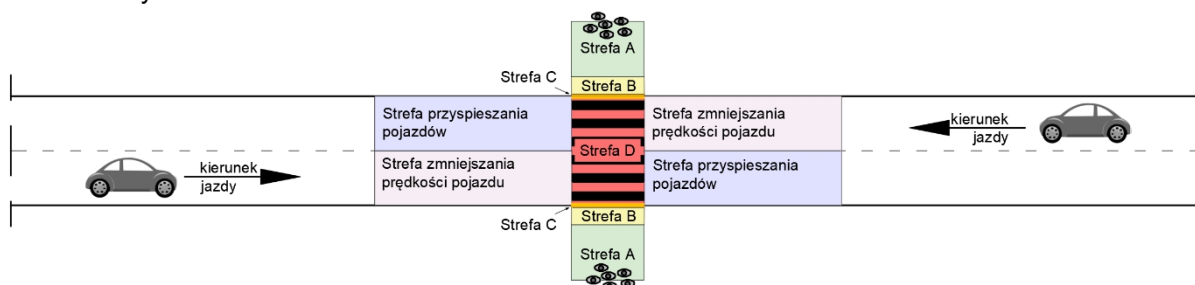 Strefa A
Strefa C
Strefa B
Strefa przyspieszania
pojazdów
Strefa zmniejszania
prędkości pojazdu
kierunek
jazdy
Strefa D
kierunek
jazdy
Strefa zmniejszania
prędkości pojazdu
Strefa przyspieszania
pojazdów
Strefa C
Strefa B
Strefa A